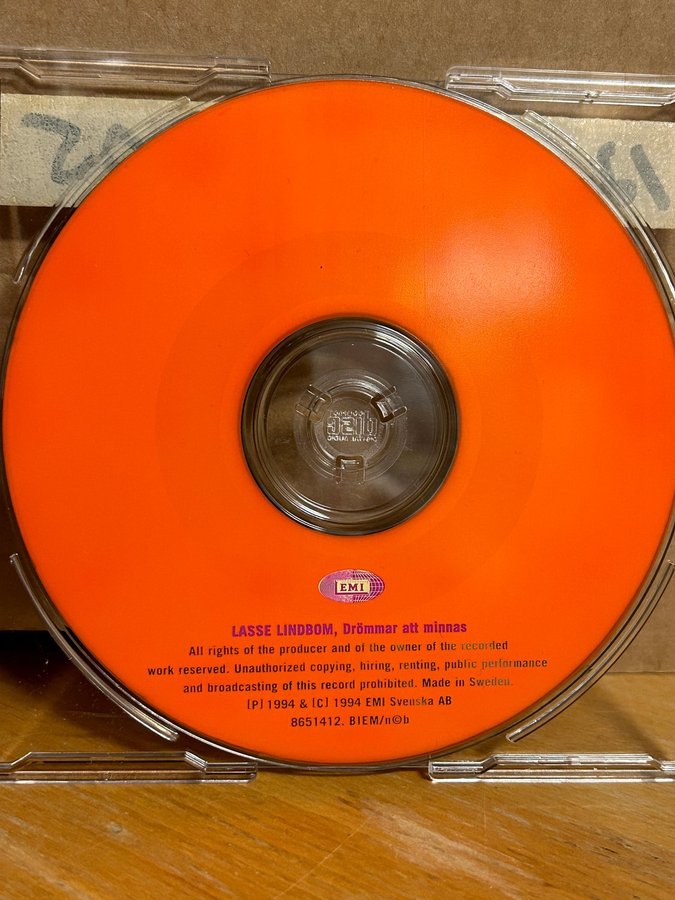 EMI
LASSE LINDBOM, Drömmar att minnas
All rights of the producer and of the owner of the recorded
work reserved. Unauthorized copying, hiring, renting, public performance
and broadcasting of this record prohibited. Made in Sweden.
[P] 1994 & [C] 1994 EMI Svenska AB
8651412. BIEM/n©b